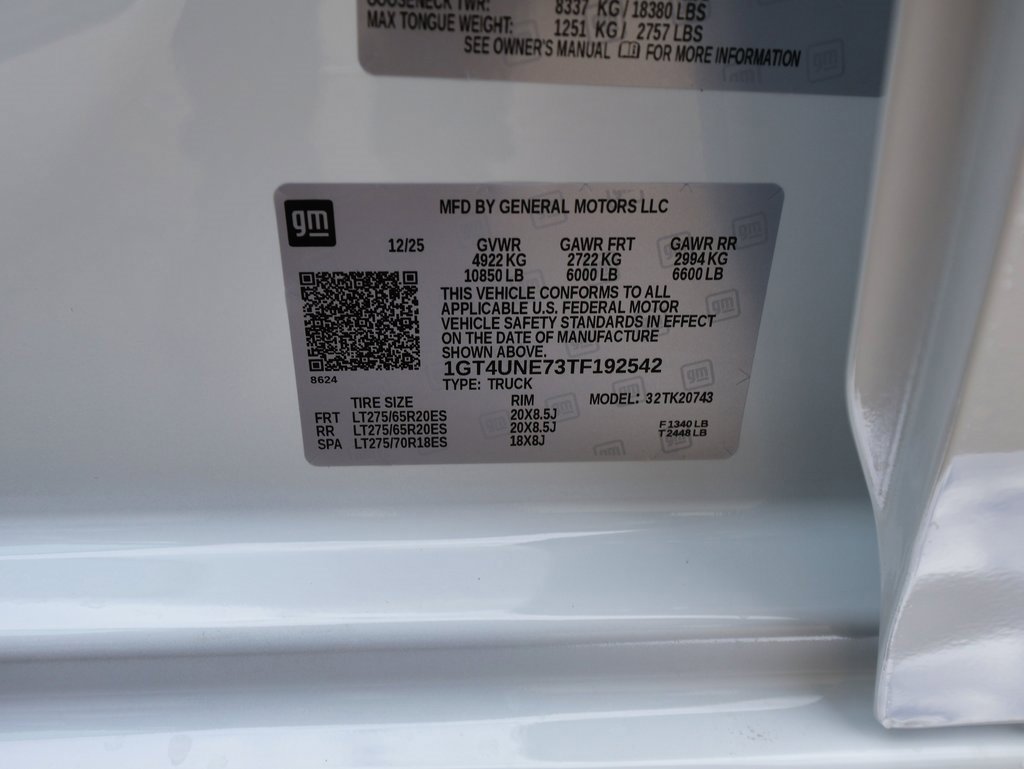 GOOSENECK TWR: 8337 KG / 18380 LBS
MAX TONGUE WEIGHT: 1251 KG / 2757 LBS
SEE OWNER'S MANUAL FOR MORE INFORMATION
gm
MFD BY GENERAL MOTORS LLC
12/25 GVWR GAWR FRT GAWR RR
4922 KG 2722 KG 2994 KG
10850 LB 6000 LB 6600 LB
THIS VEHICLE CONFORMS TO ALL
APPLICABLE U.S. FEDERAL MOTOR
VEHICLE SAFETY STANDARDS IN EFFECT
ON THE DATE OF MANUFACTURE
SHOWN ABOVE.
1GT4UNE73TF192542
8624
TYPE: TRUCK
TIRE SIZE RIM MODEL: 32TK20743
FRT LT275/65R20ES 20X8.5J
RR LT275/65R20ES 20X8.5J
SPA LT275/70R18ES 18X8J
F 1340 LB
T 2448 LB